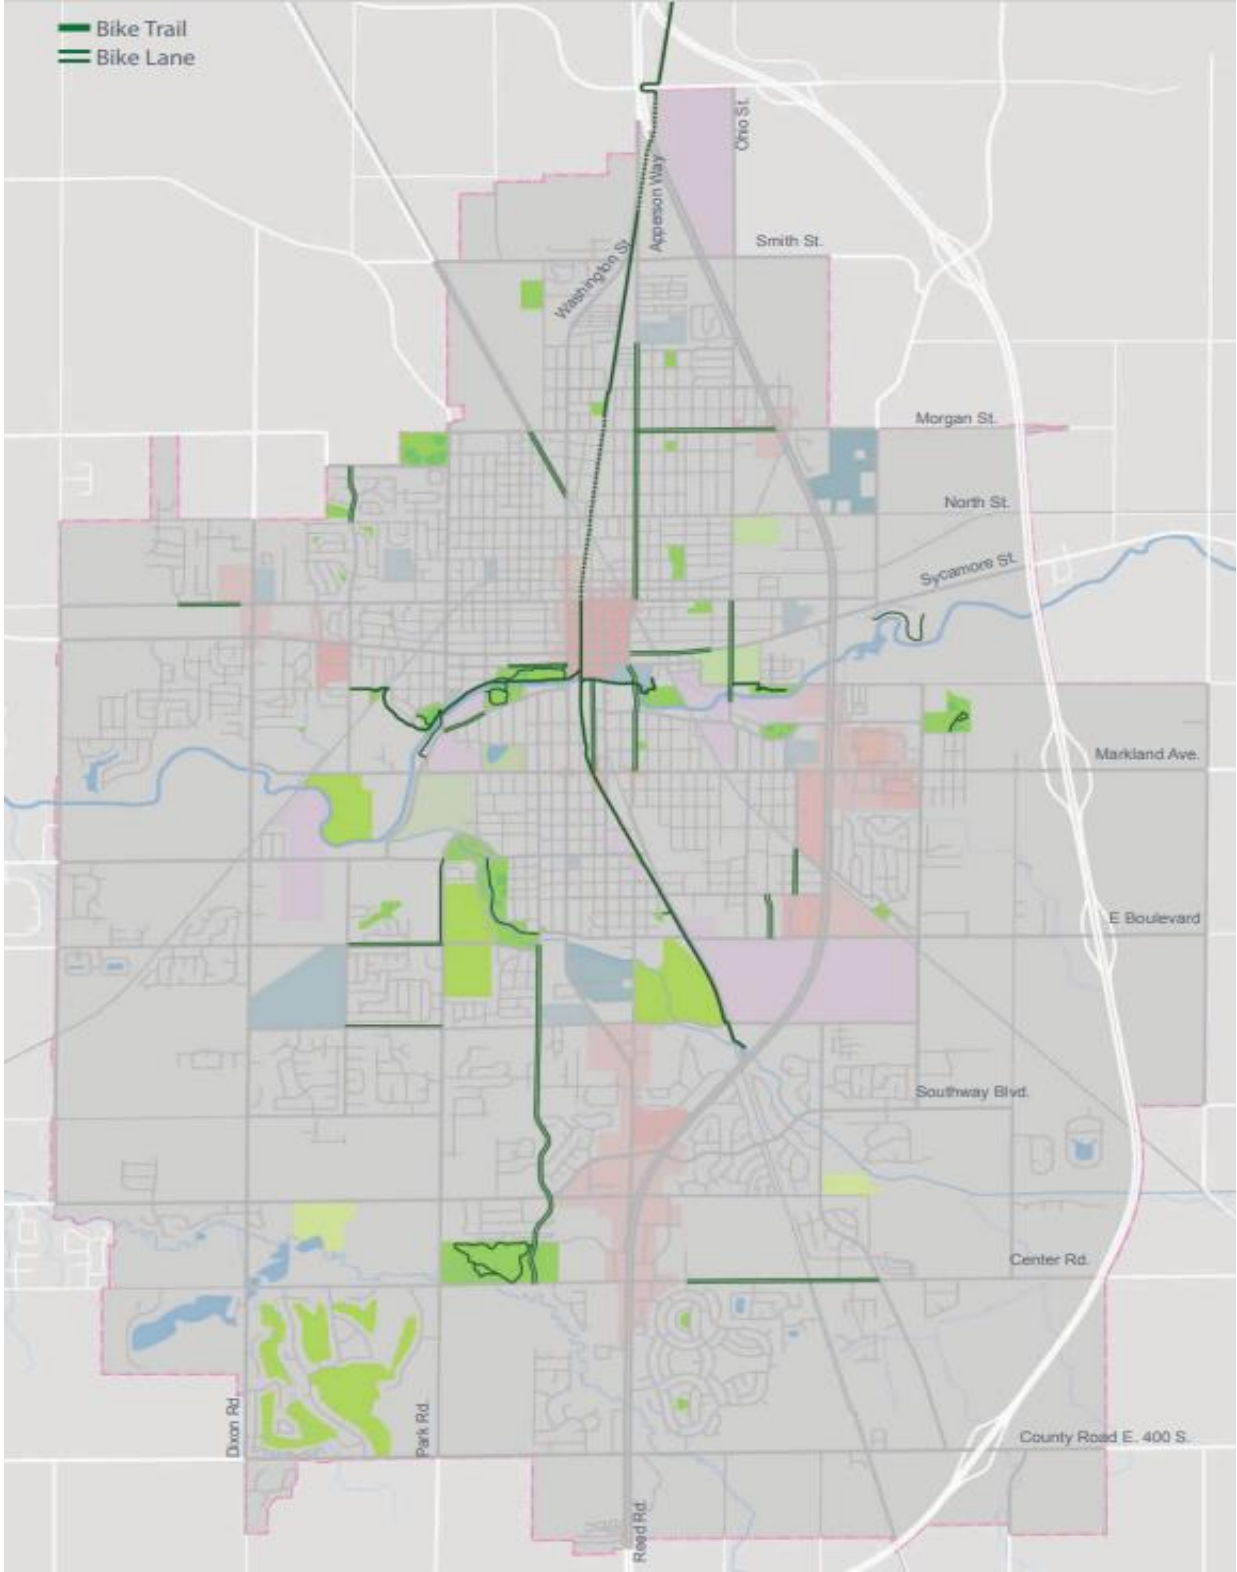 Bike Trail
Bike Lane
Ohio St.
Apperson Way
Smith St.
Washington St
Morgan St.
North St.
Sycamore St.
Markland Ave.
E Boulevard
Southway Blvd.
Center Rd.
Dixon Rd
Park Rd.
County Road E. 400 S.
Reed Rd.